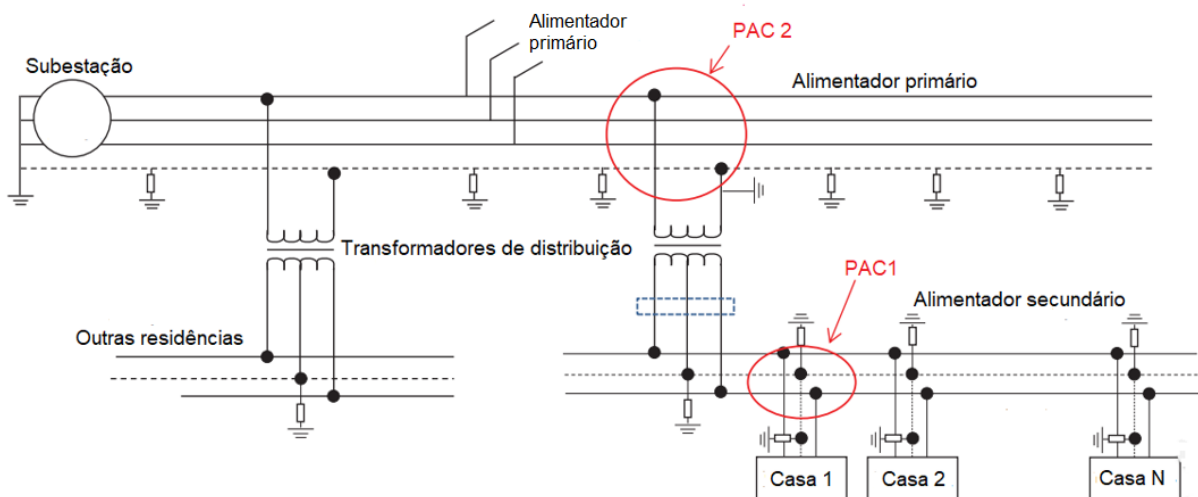 Alimentador
primário
PAC 2
Subestação
Alimentador primário
Transformadores de distribuição
PAC1
Alimentador secundário
Outras residências
Casa 1
Casa 2
Casa N